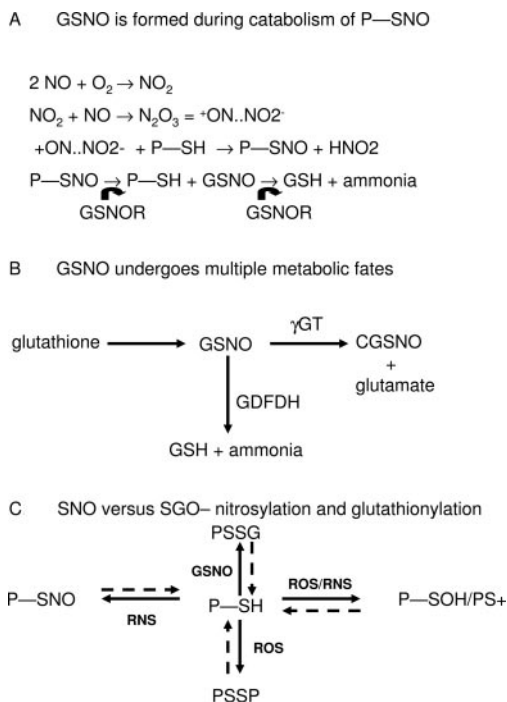 A GSNO is formed during catabolism of P—SNO
2 NO + O₂ → NO₂
NO₂ + NO → N₂O₃ = ⁺ON..NO2⁻
+ON..NO2- + P—SH → P—SNO + HNO2
P—SNO → P—SH + GSNO → GSH + ammonia
GSNOR GSNOR
B GSNO undergoes multiple metabolic fates
glutathione GSNO γGT CGSNO
+
glutamate
GDFDH
GSH + ammonia
C SNO versus SGO– nitrosylation and glutathionylation
PSSG
GSNO ROS/RNS
P—SNO P—SH P—SOH/PS+
RNS
ROS
PSSP